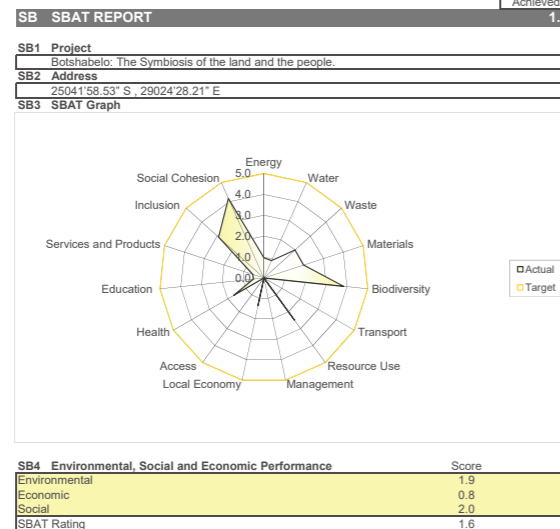 Achieved
SB SBAT REPORT 1.
SB1 Project
Botshabelo: The Symbiosis of the land and the people.
SB2 Address
25041'58.53" S , 29024'28.21" E
SB3 SBAT Graph
Energy
Social Cohesion 5.0 Water
4.0
Inclusion 3.0 Waste
2.0
Services and Products 1.0 Materials
0.0
Actual
Education Biodiversity
Target
Health Transport
Access Resource Use
Local Economy Management
SB4 Environmental, Social and Economic Performance Score
Environmental 1.9
Economic 0.8
Social 2.0
SBAT Rating 1.6